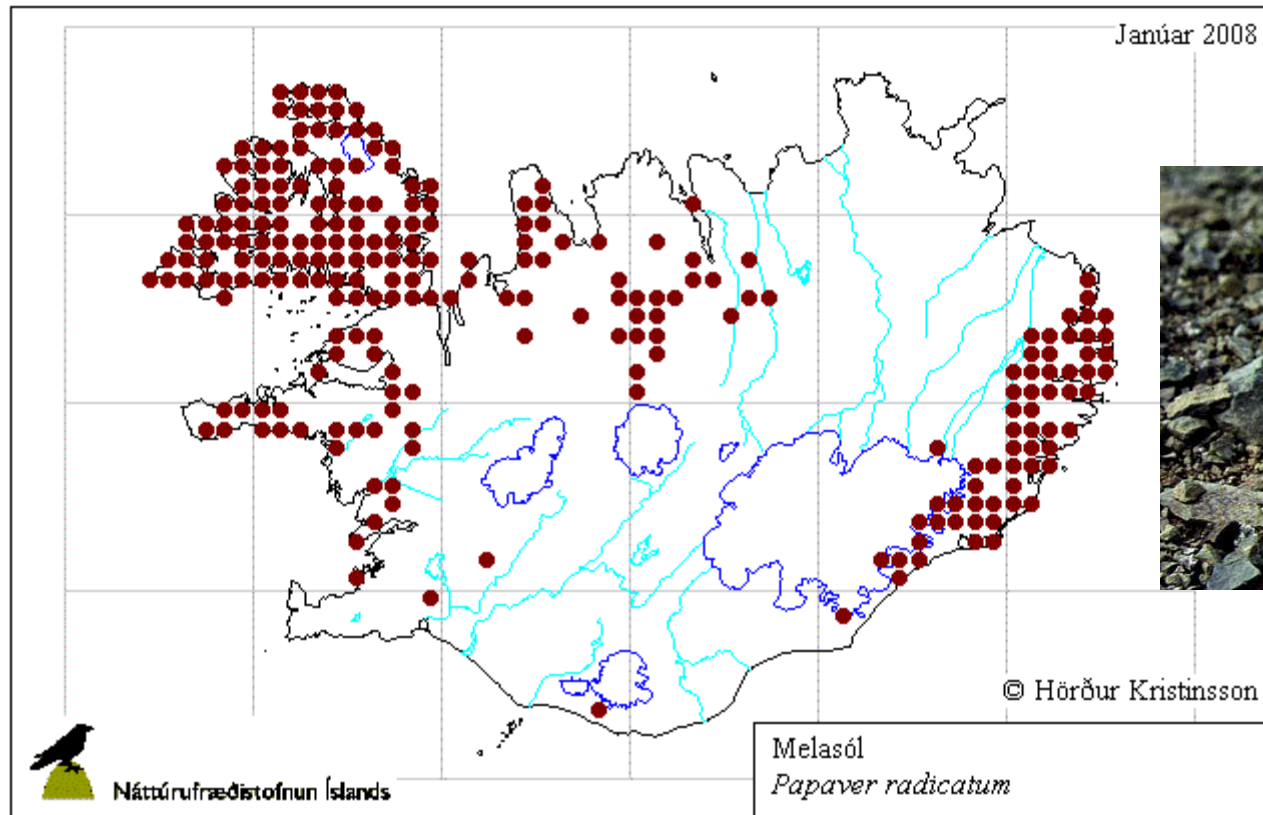 Janúar 2008
© Hörður Kristinsson
Náttúrufræðistofnun Íslands
Melasól
Papaver radicatum